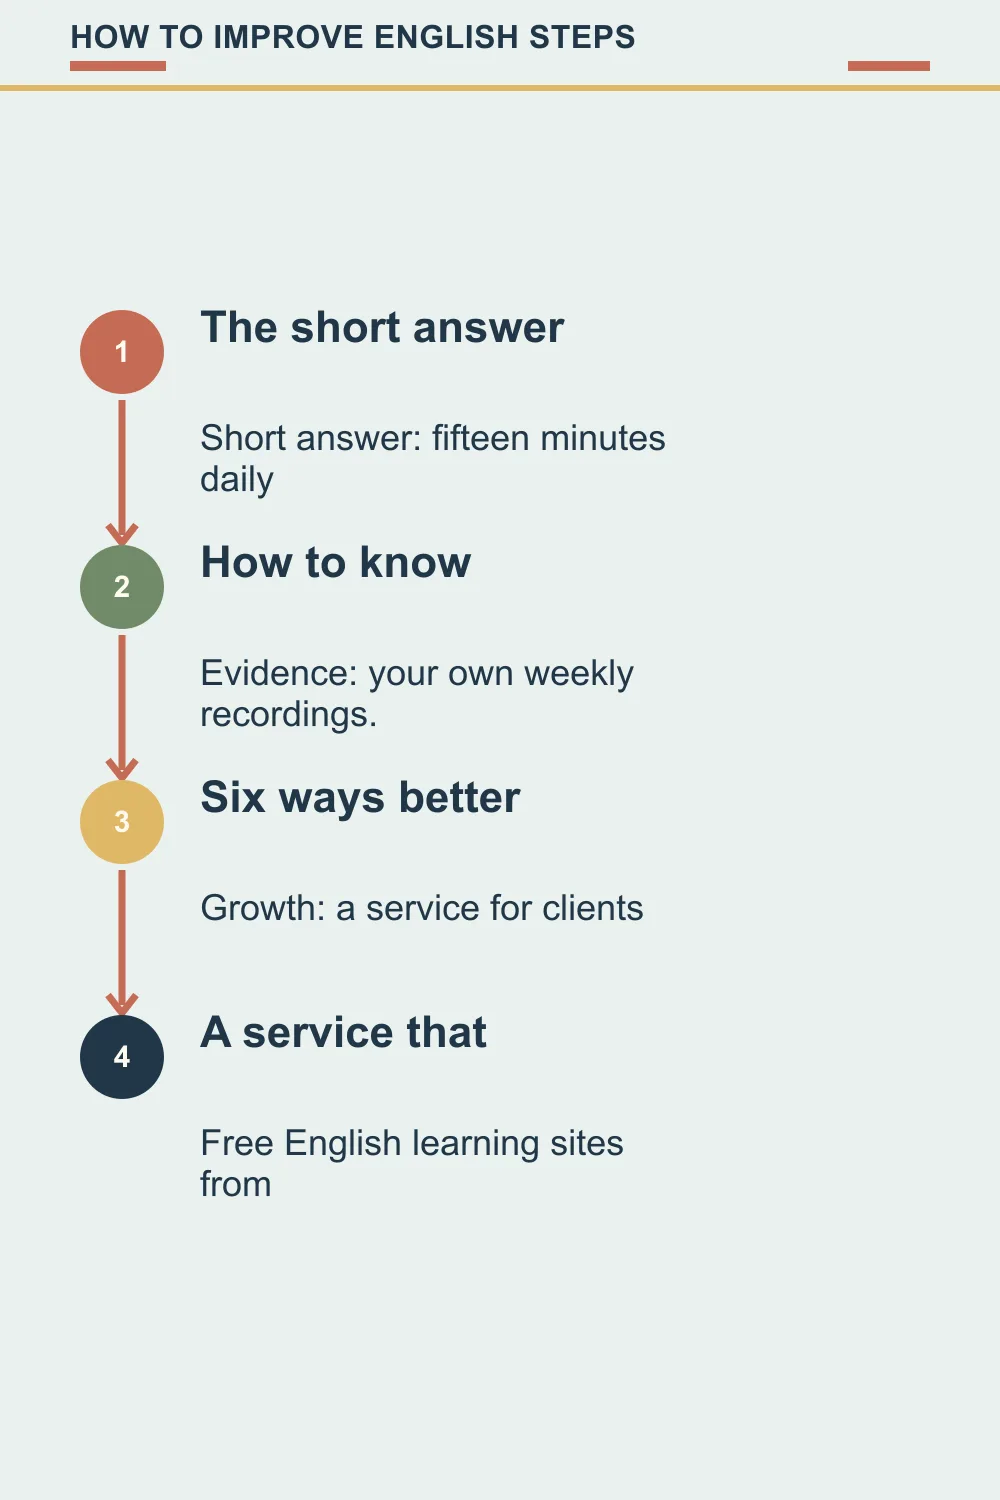 HOW TO IMPROVE ENGLISH STEPS
1
The short answer
Short answer: fifteen minutes
daily
2
How to know
Evidence: your own weekly
recordings.
3
Six ways better
Growth: a service for clients
4
A service that
Free English learning sites
from